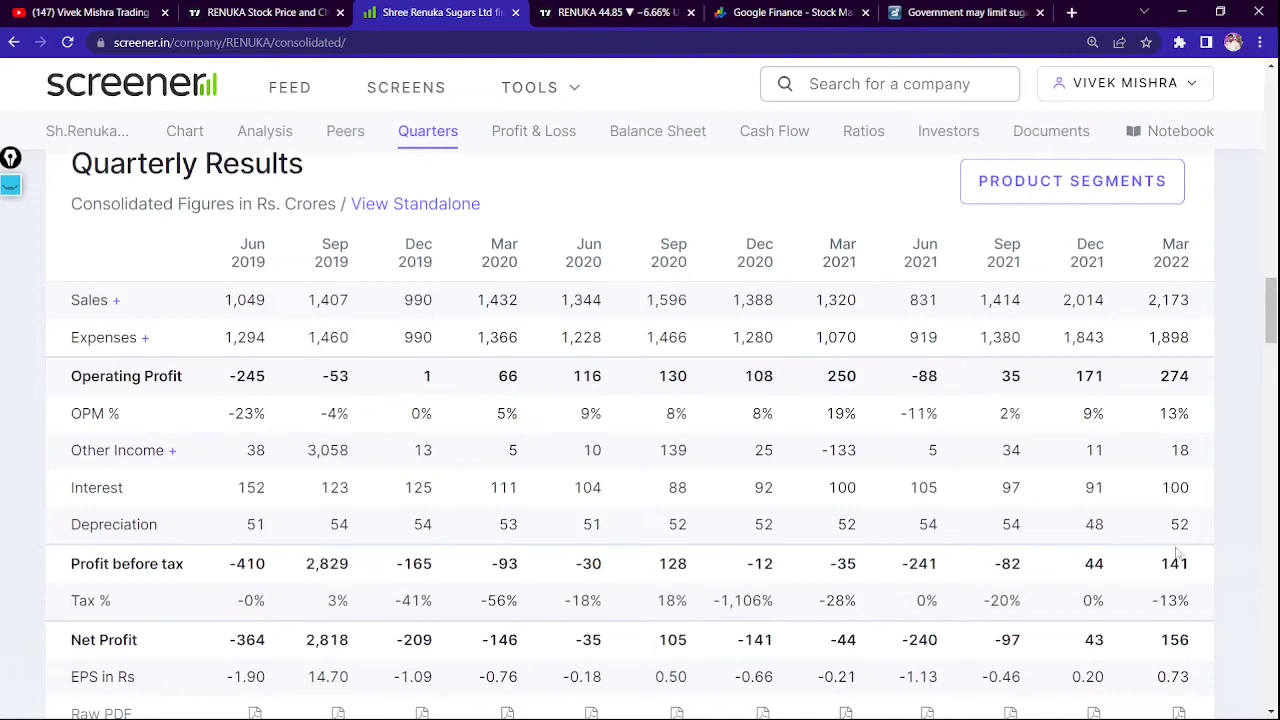 (14) Vivek Mishra Trading
RENUKA Stock Price and Ch
Shree Renuka Sugars Ltd fi
RENUKA 44.85 ▼ −6.66% U
Google Finance - Stock Ma
Government may limit sug
screener.in/company/RENUKA/consolidated/
screener
FEED SCREENS TOOLS
Search for a company
VIVEK MISHRA
Sh.Renuka... Chart Analysis Peers Quarters Profit & Loss Balance Sheet Cash Flow Ratios Investors Documents Notebook
Quarterly Results
PRODUCT SEGMENTS
Consolidated Figures in Rs. Crores / View Standalone
Jun Sep Dec Mar Jun Sep Dec Mar Jun Sep Dec Mar
2019 2019 2019 2020 2020 2020 2020 2021 2021 2021 2021 2022
Sales + 1,049 1,407 990 1,432 1,344 1,596 1,388 1,320 831 1,414 2,014 2,173
Expenses + 1,294 1,460 990 1,366 1,228 1,466 1,280 1,070 919 1,380 1,843 1,898
Operating Profit -245 -53 1 66 116 130 108 250 -88 35 171 274
OPM % -23% -4% 0% 5% 9% 8% 8% 19% -11% 2% 9% 13%
Other Income + 38 3,058 13 5 10 139 25 -133 5 34 11 18
Interest 152 123 125 111 104 88 92 100 105 97 91 100
Depreciation 51 54 54 53 51 52 52 52 54 54 48 52
Profit before tax -410 2,829 -165 -93 -30 128 -12 -35 -241 -82 44 141
Tax % -0% 3% -41% -56% -18% 18% -1,106% -28% 0% -20% 0% -13%
Net Profit -364 2,818 -209 -146 -35 105 -141 -44 -240 -97 43 156
EPS in Rs -1.90 14.70 -1.09 -0.76 -0.18 0.50 -0.66 -0.21 -1.13 -0.46 0.20 0.73
Raw PDF